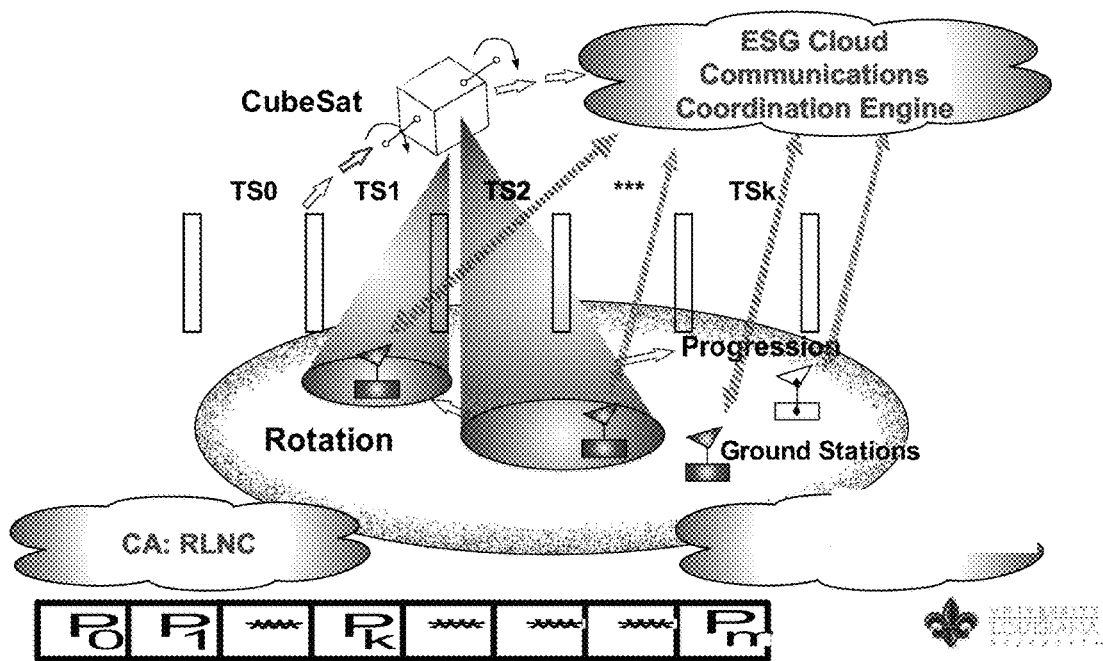 ESG Cloud
Communications
Coordination Engine
CubeSat
TS0 TS1 TS2 *** TSk
Progression
Rotation
Ground Stations
CA: RLNC
P0 P1 *** Pk *** *** *** Pm